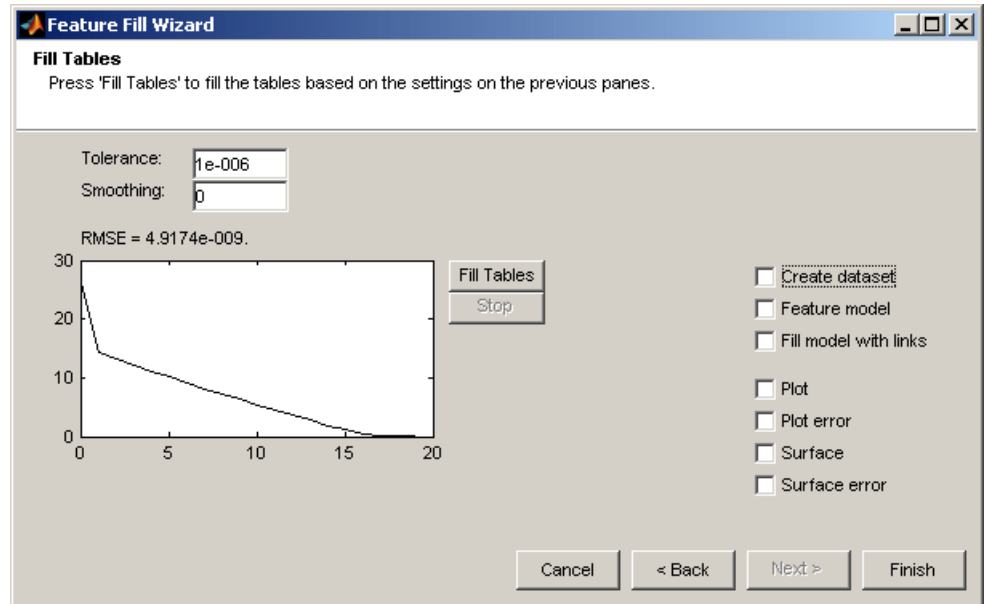 Feature Fill Wizard
Fill Tables
Press 'Fill Tables' to fill the tables based on the settings on the previous panes.
Tolerance: 1e-006
Smoothing: 0
RMSE = 4.9174e-009.
30
20
10
0
0 5 10 15 20
Fill Tables
Stop
Create dataset
Feature model
Fill model with links
Plot
Plot error
Surface
Surface error
Cancel < Back Next > Finish